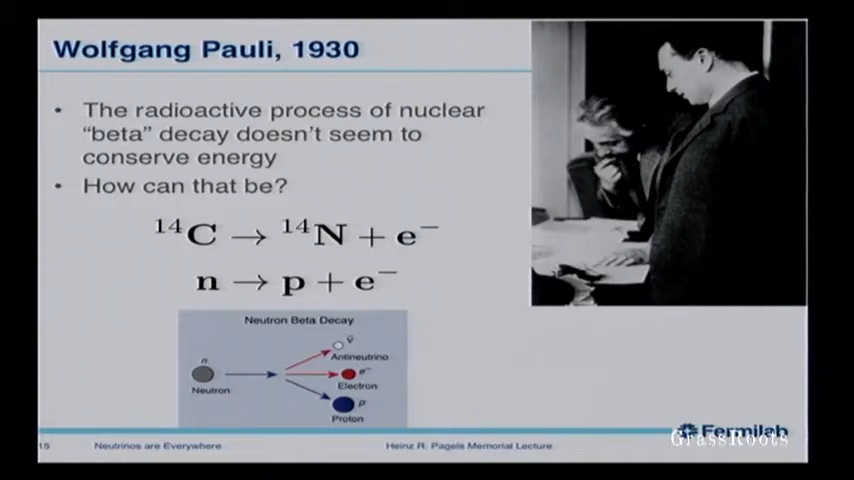 Wolfgang Pauli, 1930
• The radioactive process of nuclear
“beta” decay doesn’t seem to
conserve energy
• How can that be?
¹⁴C → ¹⁴N + e⁻
n → p + e⁻
Neutron Beta Decay
n
Neutron
ν̄
Antineutrino
e⁻
Electron
p
Proton
15
Neutrinos are Everywhere
Heinz R. Pagels Memorial Lecture
Fermilab
GrassRoots